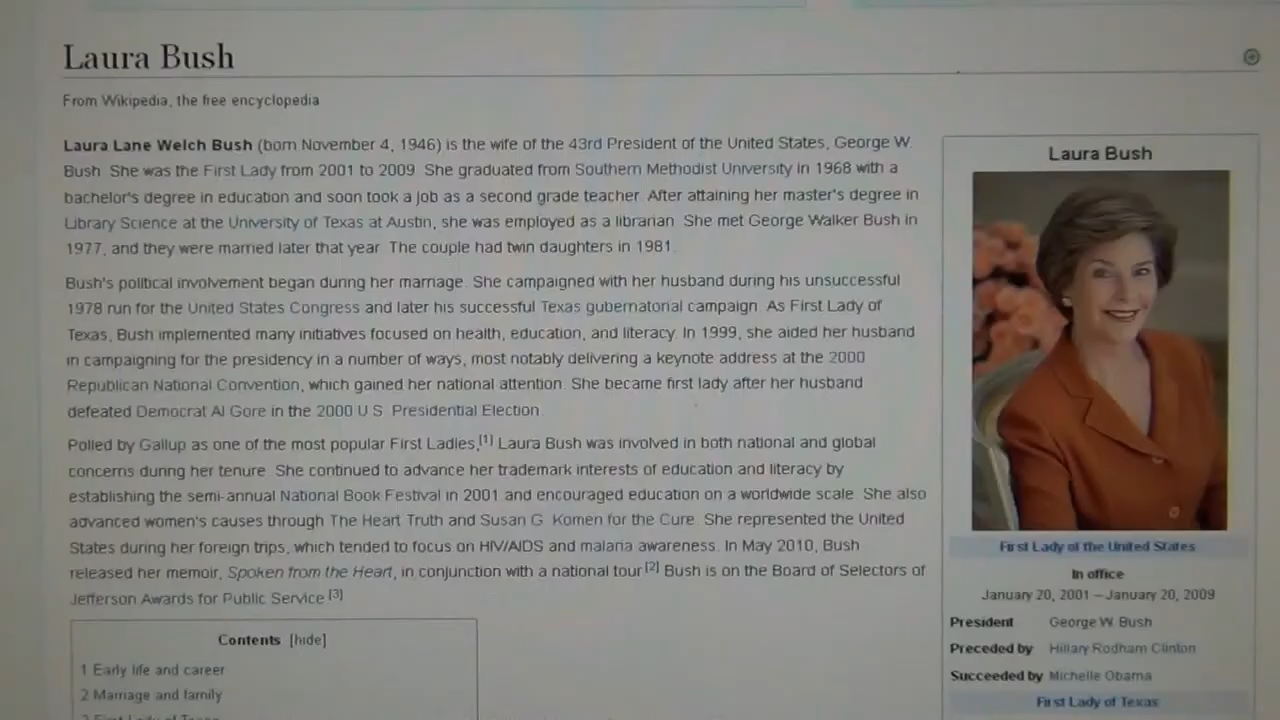 Laura Bush
From Wikipedia, the free encyclopedia
Laura Lane Welch Bush (born November 4, 1946) is the wife of the 43rd President of the United States, George W.
Bush. She was the First Lady from 2001 to 2009. She graduated from Southern Methodist University in 1968 with a
bachelor's degree in education and soon took a job as a second grade teacher. After attaining her master's degree in
Library Science at the University of Texas at Austin, she was employed as a librarian. She met George Walker Bush in
1977, and they were married later that year. The couple had twin daughters in 1981.
Bush's political involvement began during her marriage. She campaigned with her husband during his unsuccessful
1978 run for the United States Congress and later his successful Texas gubernatorial campaign. As First Lady of
Texas, Bush implemented many initiatives focused on health, education, and literacy. In 1999, she aided her husband
in campaigning for the presidency in a number of ways, most notably delivering a keynote address at the 2000
Republican National Convention, which gained her national attention. She became first lady after her husband
defeated Democrat Al Gore in the 2000 U.S. Presidential Election.
Polled by Gallup as one of the most popular First Ladies,[1] Laura Bush was involved in both national and global
concerns during her tenure. She continued to advance her trademark interests of education and literacy by
establishing the semi-annual National Book Festival in 2001 and encouraged education on a worldwide scale. She also
advanced women's causes through The Heart Truth and Susan G. Komen for the Cure. She represented the United
States during her foreign trips, which tended to focus on HIV/AIDS and malaria awareness. In May 2010, Bush
released her memoir, Spoken from the Heart, in conjunction with a national tour.[2] Bush is on the Board of Selectors of
Jefferson Awards for Public Service.[3]
Contents [hide]
1 Early life and career
2 Marriage and family
Laura Bush
First Lady of the United States
In office
January 20, 2001 – January 20, 2009
President George W. Bush
Preceded by Hillary Rodham Clinton
Succeeded by Michelle Obama
First Lady of Texas